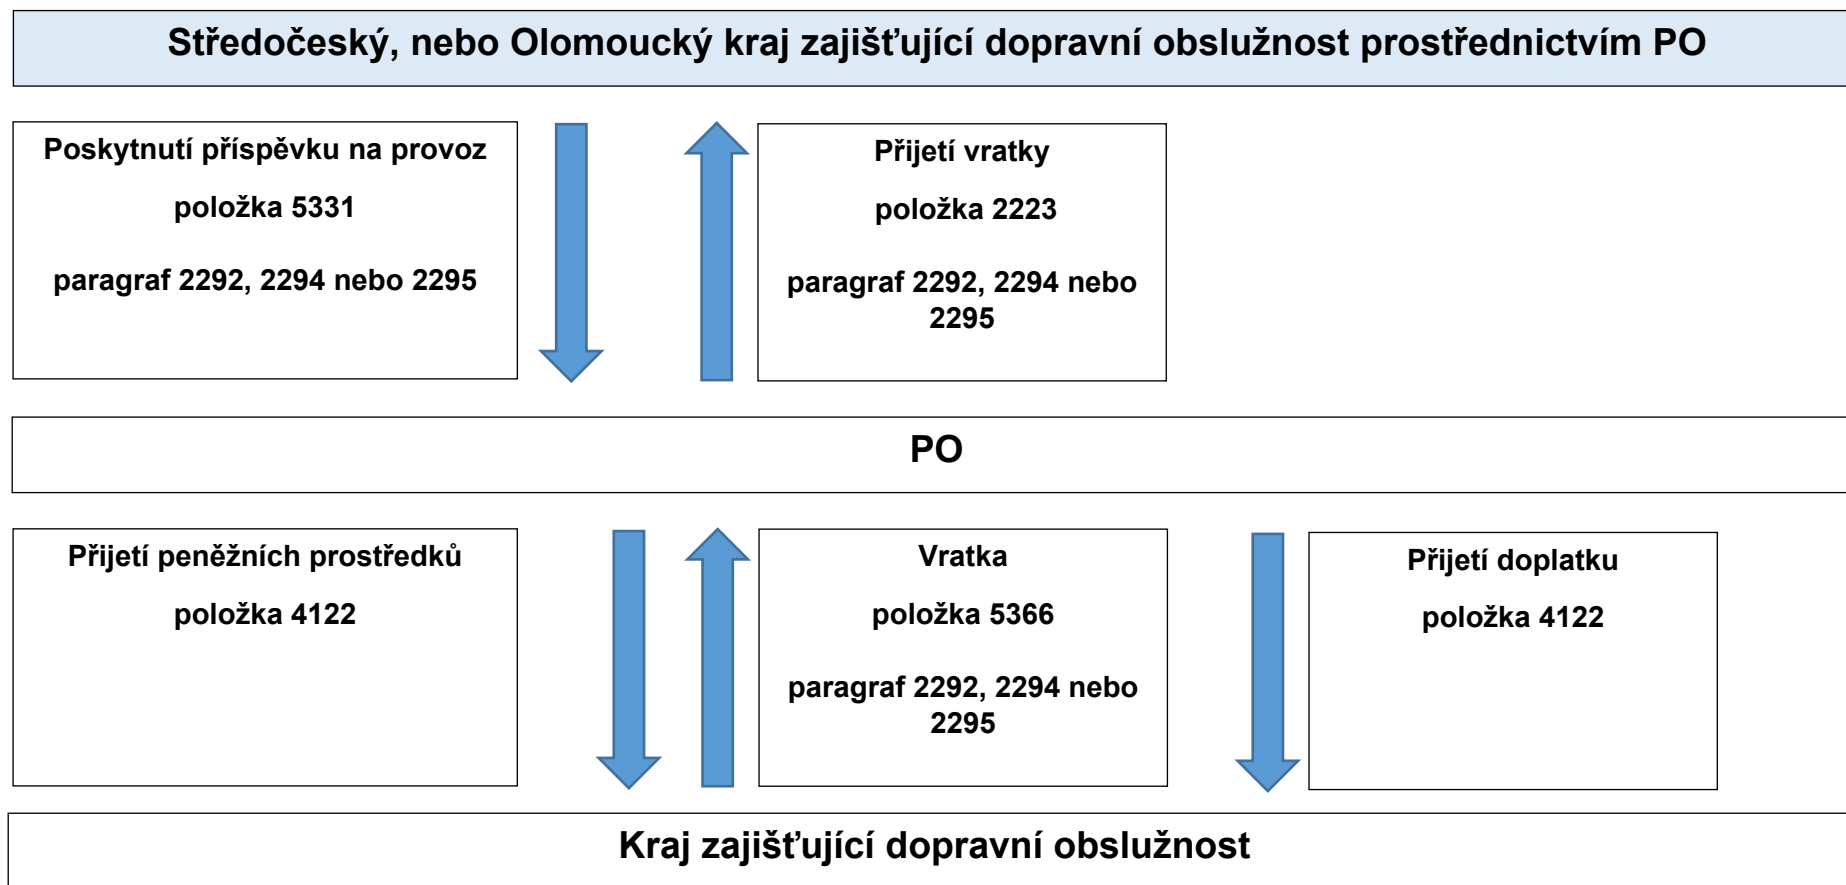 Středočeský, nebo Olomoucký kraj zajišťující dopravní obslužnost prostřednictvím PO
Poskytnutí příspěvku na provoz
položka 5331
paragraf 2292, 2294 nebo 2295
Přijetí vratky
položka 2223
paragraf 2292, 2294 nebo
2295
PO
Přijetí peněžních prostředků
položka 4122
Vratka
položka 5366
paragraf 2292, 2294 nebo
2295
Přijetí doplatku
položka 4122
Kraj zajišťující dopravní obslužnost